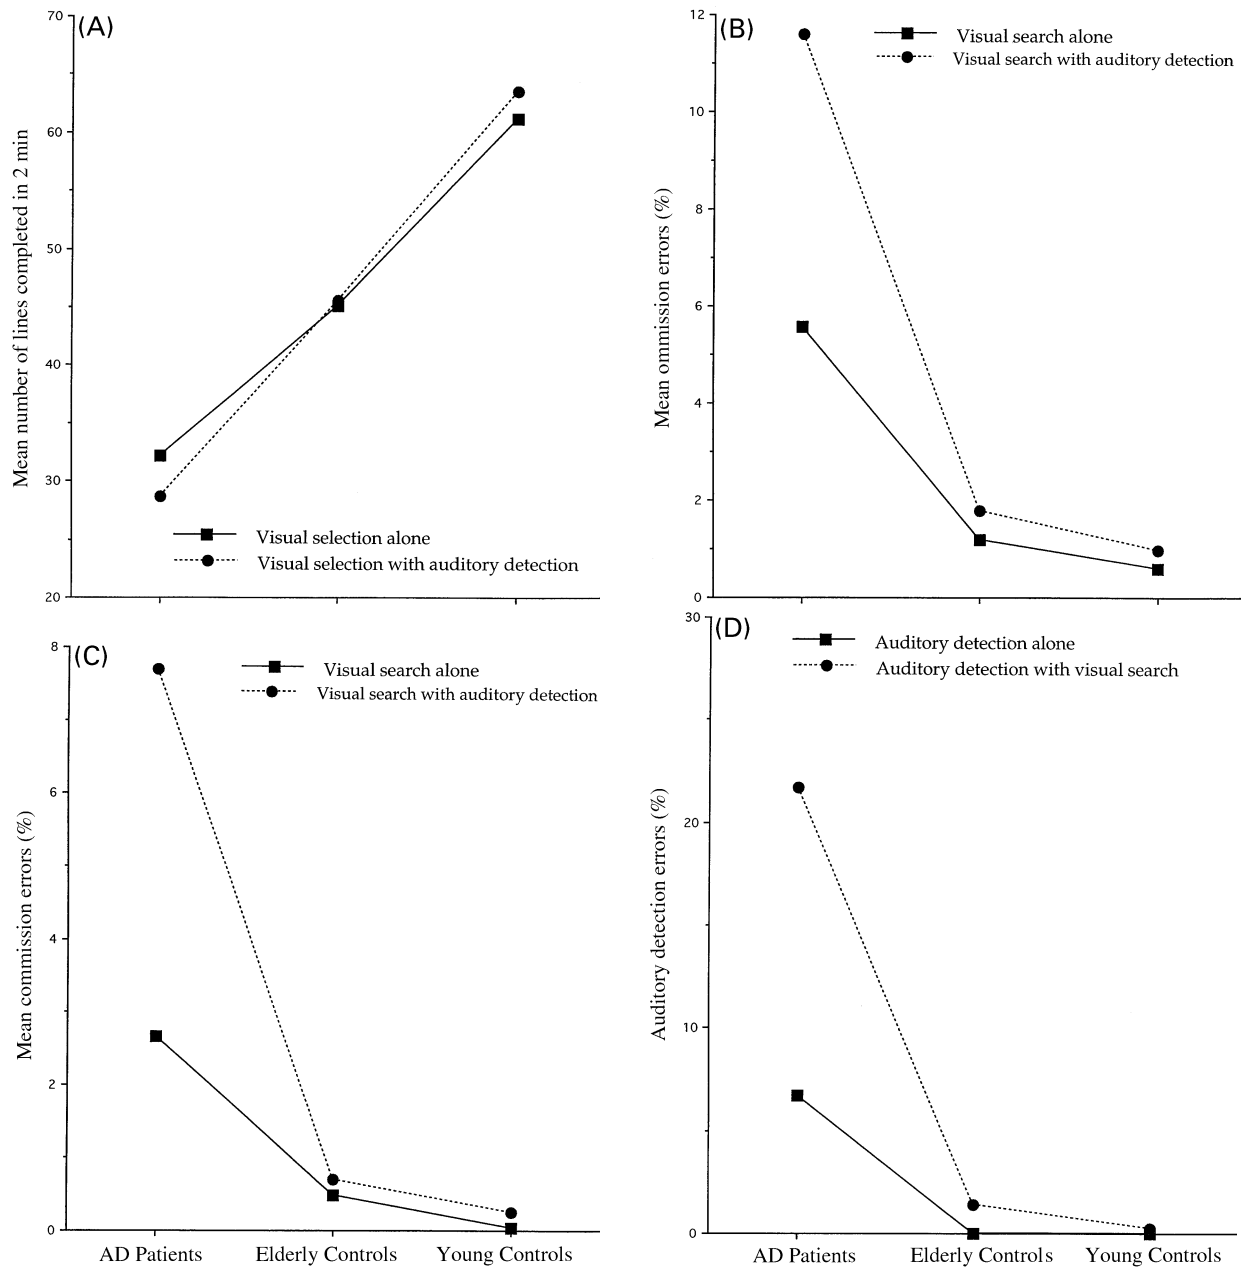 (A)
70
60
50
40
30
20
Mean number of lines completed in 2 min
Visual selection alone
Visual selection with auditory detection
(B)
12
10
8
6
4
2
0
Mean ommission errors (%)
Visual search alone
Visual search with auditory detection
(C)
8
6
4
2
0
Mean commission errors (%)
Visual search alone
Visual search with auditory detection
AD Patients
Elderly Controls
Young Controls
(D)
30
20
10
0
Auditory detection errors (%)
Auditory detection alone
Auditory detection with visual search
AD Patients
Elderly Controls
Young Controls